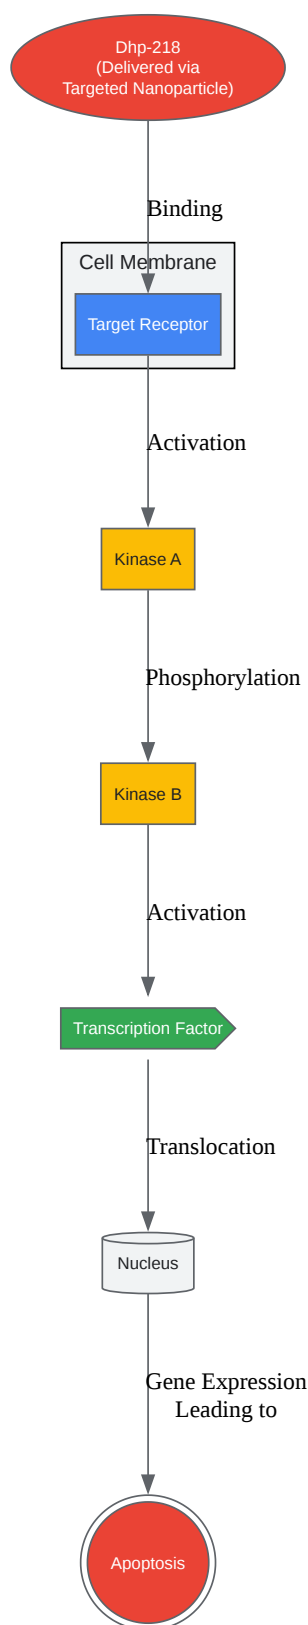 Dhp-218
(Delivered via
Targeted Nanoparticle)
Binding
Cell Membrane
Target Receptor
Activation
Kinase A
Phosphorylation
Kinase B
Activation
Transcription Factor
Translocation
Nucleus
Gene Expression
Leading to
Apoptosis